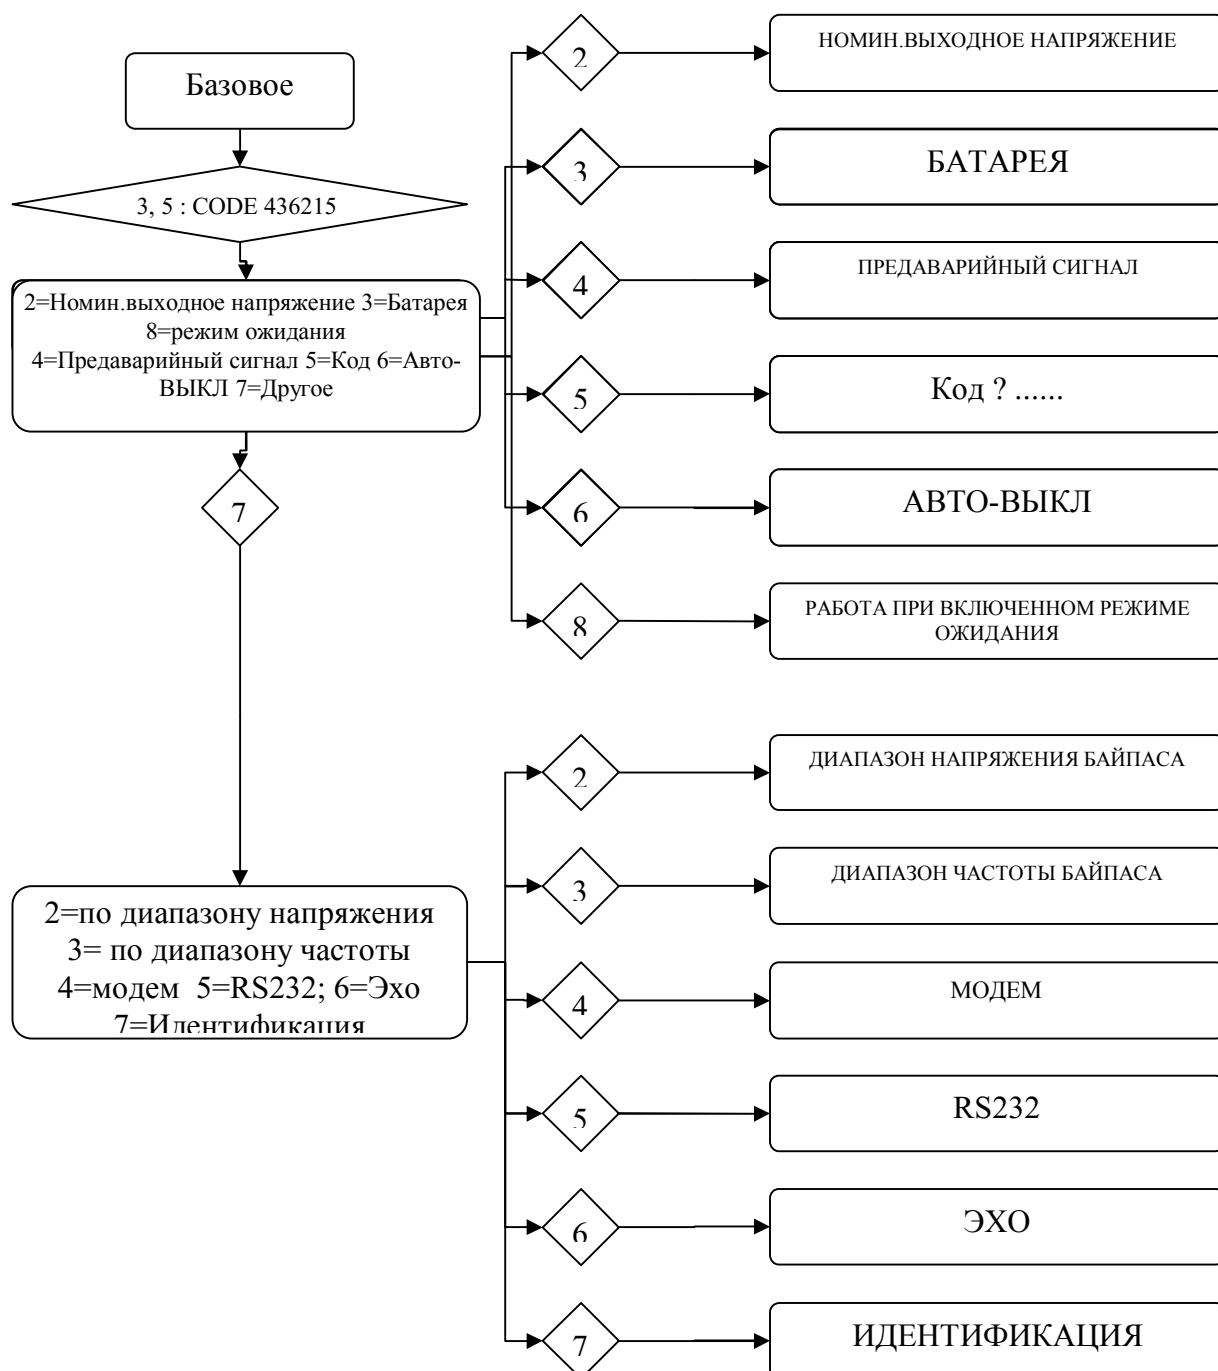 Базовое
3, 5 : CODE 436215
2=Номин.выходное напряжение 3=Батарея
8=режим ожидания
4=Предаварийный сигнал 5=Код 6=Авто-
ВЫКЛ 7=Другое
7
2
НОМИН.ВЫХОДНОЕ НАПРЯЖЕНИЕ
3
БАТАРЕЯ
4
ПРЕДАВАРИЙНЫЙ СИГНАЛ
5
Код ? ......
6
АВТО-ВЫКЛ
8
РАБОТА ПРИ ВКЛЮЧЕННОМ РЕЖИМЕ
ОЖИДАНИЯ
2=по диапазону напряжения
3= по диапазону частоты
4=модем 5=RS232; 6=Эхо
7=Идентификация
2
ДИАПАЗОН НАПРЯЖЕНИЯ БАЙПАСА
3
ДИАПАЗОН ЧАСТОТЫ БАЙПАСА
4
МОДЕМ
5
RS232
6
ЭХО
7
ИДЕНТИФИКАЦИЯ